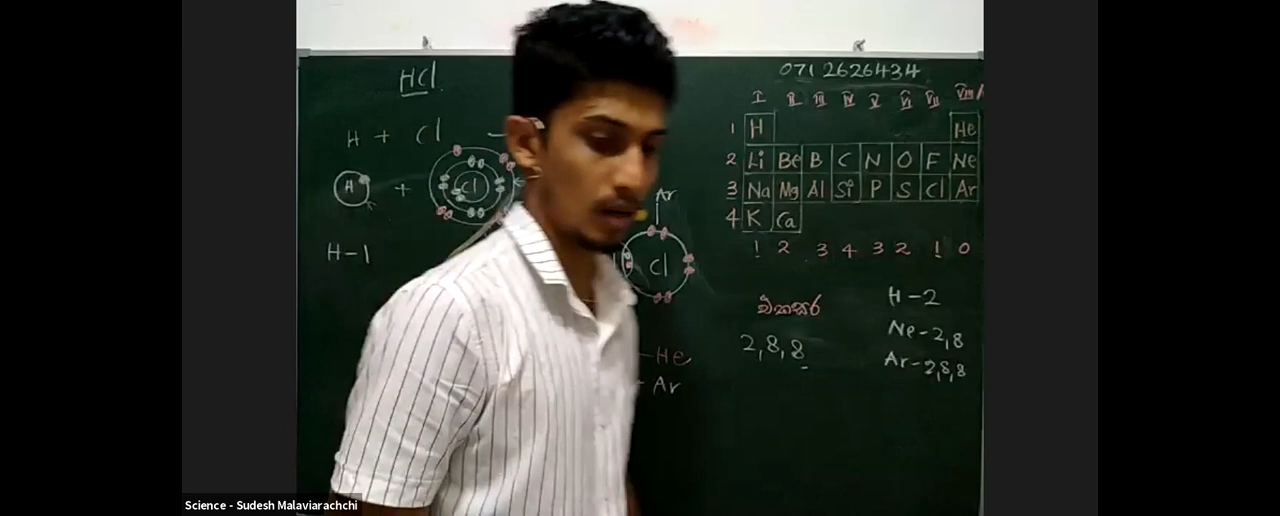 HCl
H + Cl
H + Cl
H-1
Ar
Cl
-He
Ar
071 2626434
I II III IV V VI VII VIII/
1 H He
2 Li Be B C N O F Ne
3 Na Mg Al Si P S Cl Ar
4 K Ca
1 2 3 4 3 2 1 0
ඒකසර
2,8,8
H-2
Ne-2,8
Ar-2,8,8
Science - Sudesh Malaviarachchi